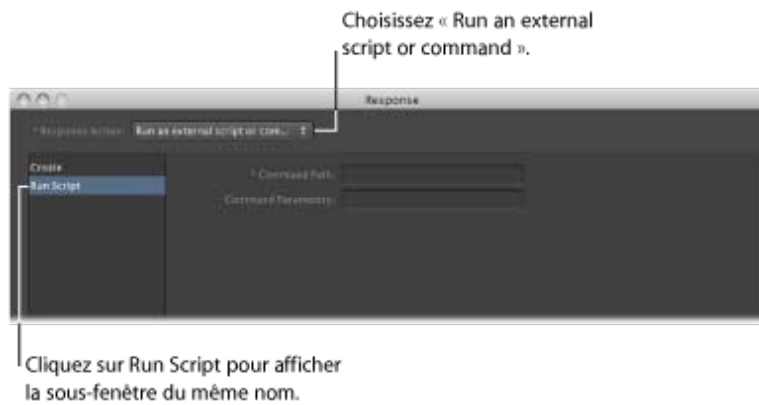 Choisissez « Run an external
script or command ».
Response
* Response Action: Run an external script or com...
Create
Run Script
* Command Path:
Command Parameters:
Cliquez sur Run Script pour afficher
la sous-fenêtre du même nom.